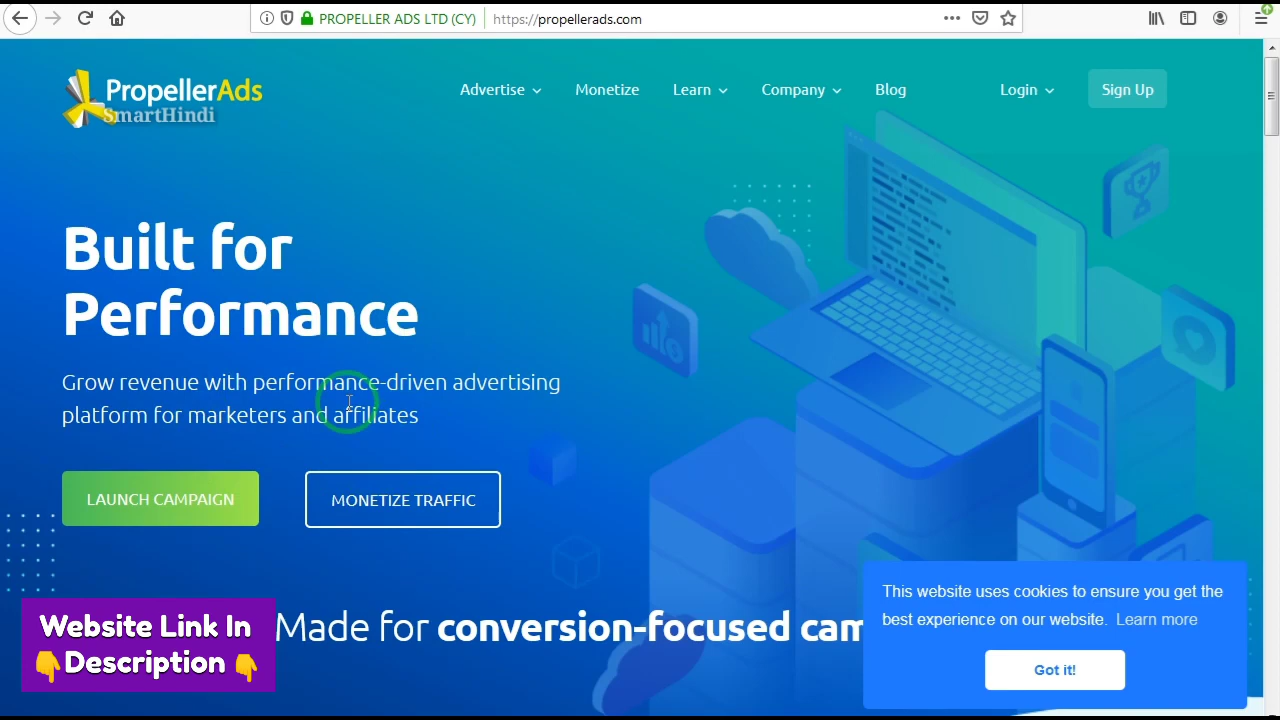 PROPELLER ADS LTD (CY) https://propellerads.com
PropellerAds
SmartHindi
Advertise Monetize Learn Company Blog Login Sign Up
Built for
Performance
Grow revenue with performance-driven advertising
platform for marketers and affiliates
LAUNCH CAMPAIGN MONETIZE TRAFFIC
Website Link In
👇Description👇
Made for conversion-focused cam
This website uses cookies to ensure you get the
best experience on our website. Learn more
Got it!